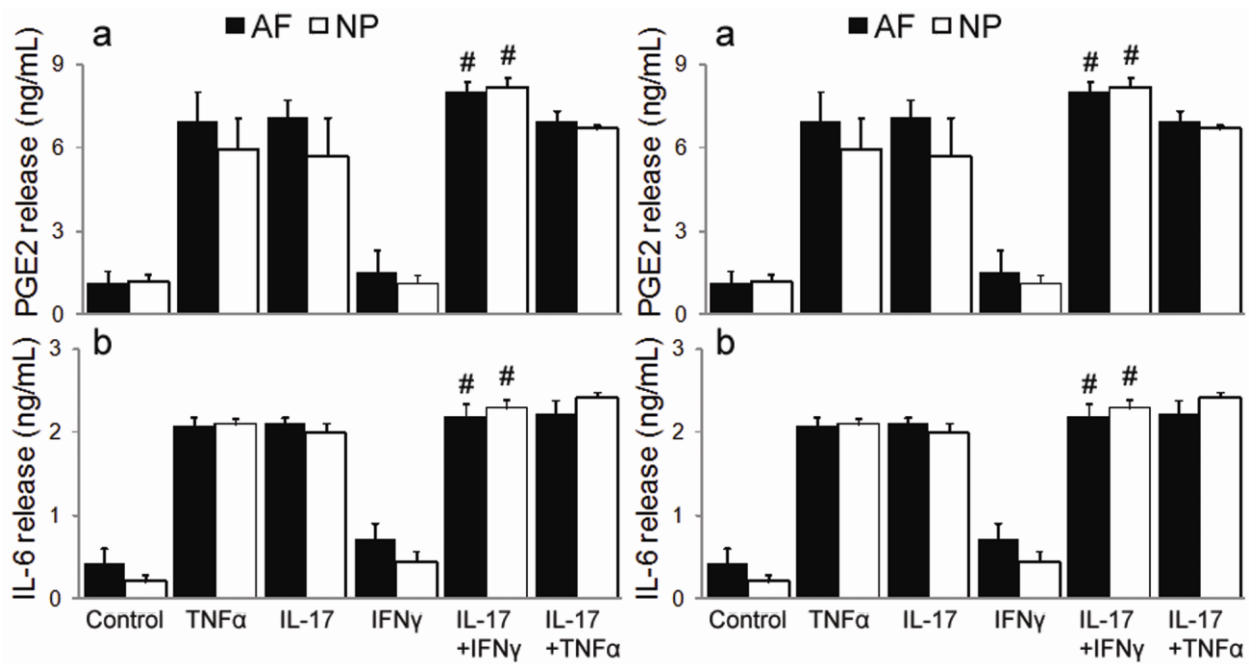 a AF NP
PGE2 release (ng/mL)
9
6
3
0
# #
b
IL-6 release (ng/mL)
3
2
1
0
# #
Control TNFα IL-17 IFNγ IL-17 IL-17
+IFNγ +TNFα
a AF NP
PGE2 release (ng/mL)
9
6
3
0
# #
b
IL-6 release (ng/mL)
3
2
1
0
# #
Control TNFα IL-17 IFNγ IL-17 IL-17
+IFNγ +TNFα